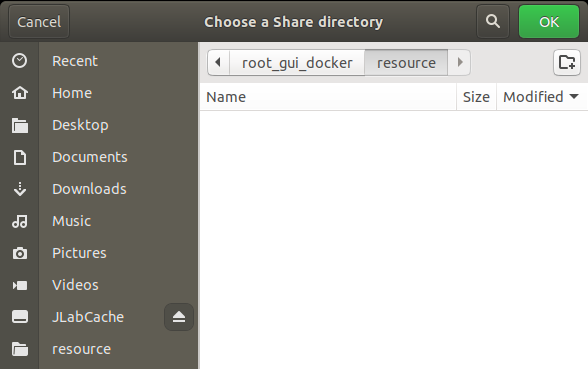 Cancel Choose a Share directory OK
root_gui_docker resource
Name Size Modified
Recent
Home
Desktop
Documents
Downloads
Music
Pictures
Videos
JLabCache
resource